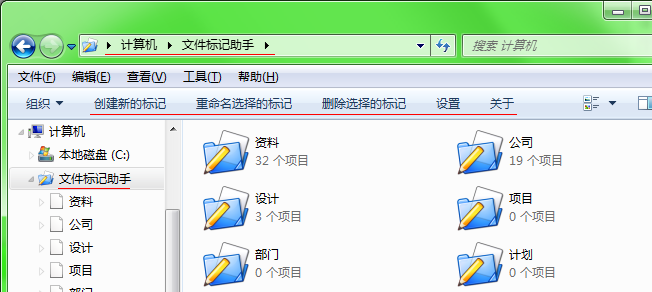 计算机 文件标记助手 搜索 计算机
文件(F) 编辑(E) 查看(V) 工具(T) 帮助(H)
组织 创建新的标记 重命名选择的标记 删除选择的标记 设置 关于
计算机
本地磁盘 (C:)
文件标记助手
资料
公司
设计
项目
部门
资料 公司
32 个项目 19 个项目
设计 项目
3 个项目 0 个项目
部门 计划
0 个项目 0 个项目